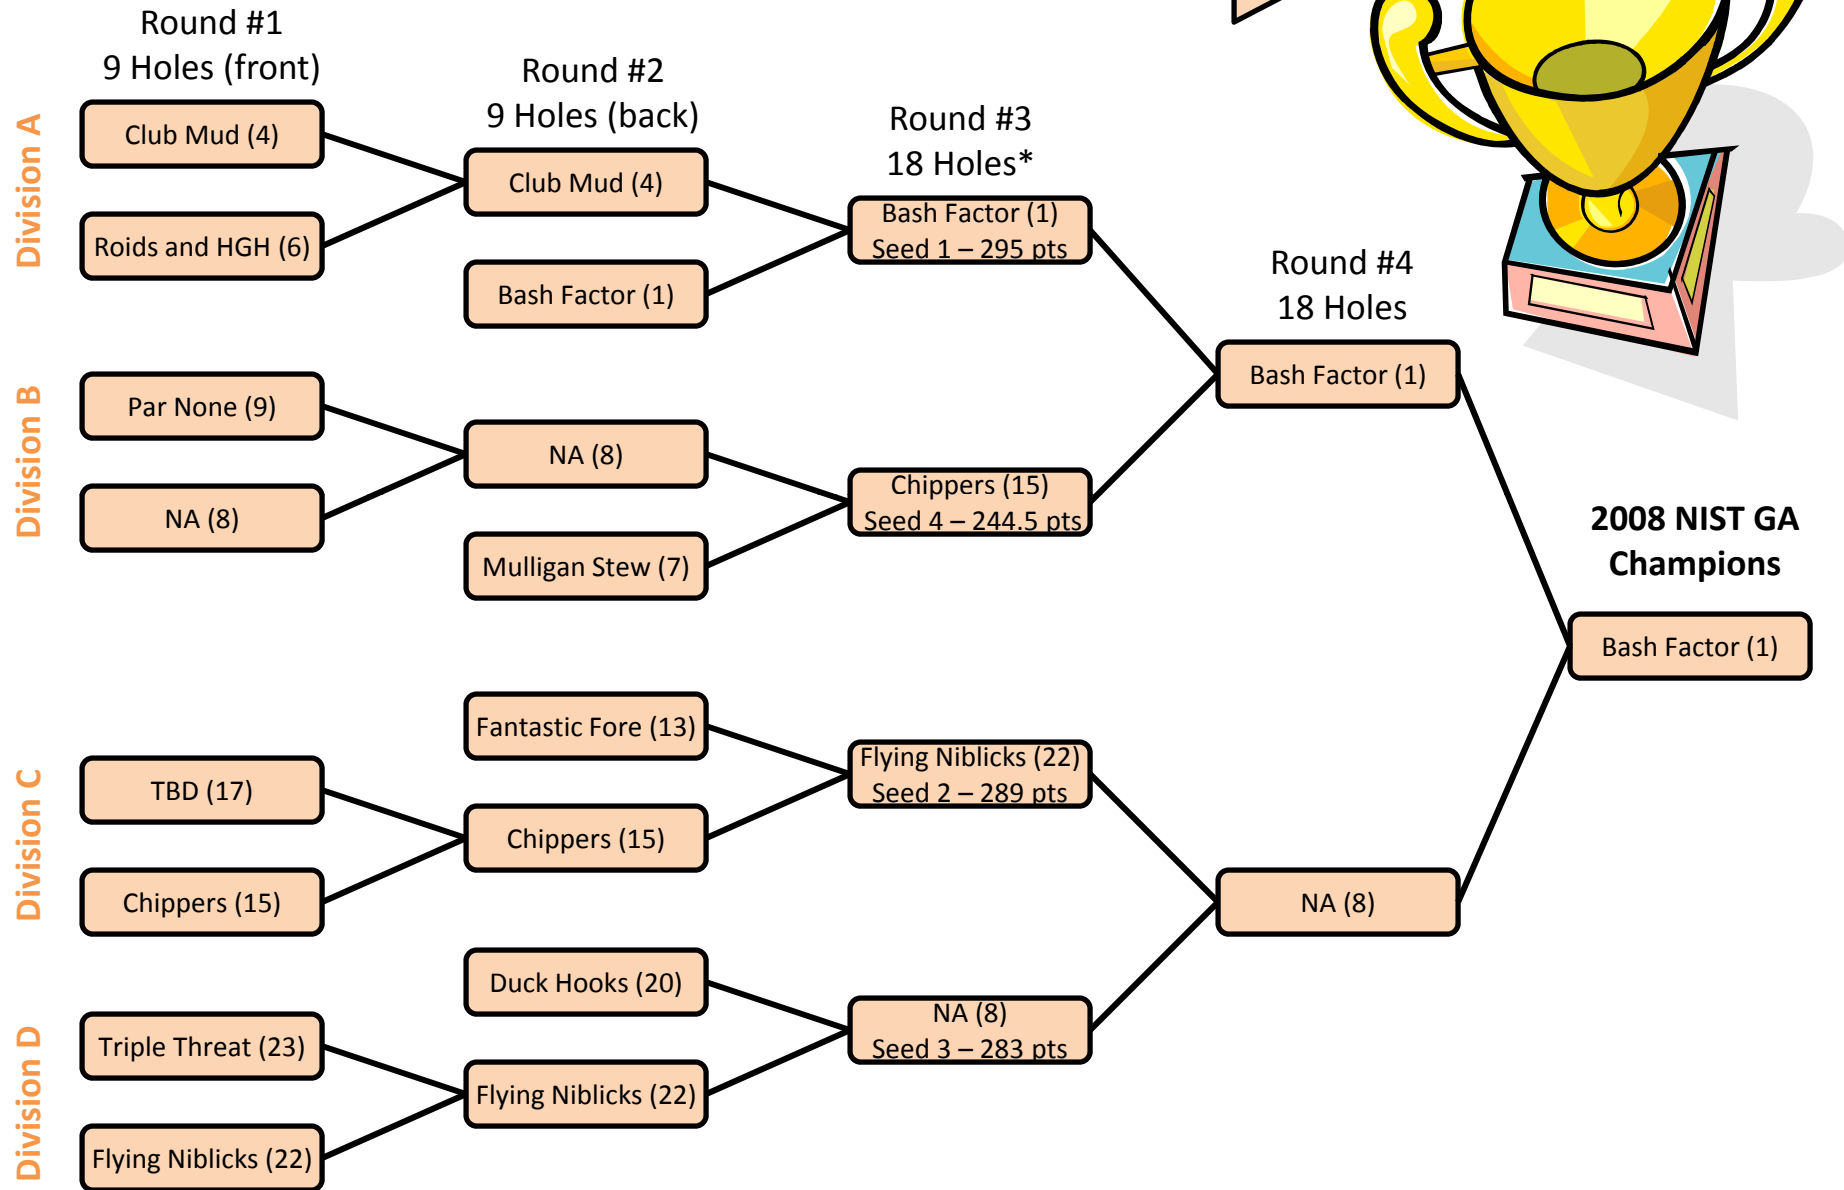 Round #1
9 Holes (front)
Division A
Club Mud (4)
Roids and HGH (6)
Division B
Par None (9)
NA (8)
Division C
TBD (17)
Chippers (15)
Division D
Triple Threat (23)
Flying Niblicks (22)
Round #2
9 Holes (back)
Club Mud (4)
Bash Factor (1)
NA (8)
Mulligan Stew (7)
Fantastic Fore (13)
Chippers (15)
Duck Hooks (20)
Flying Niblicks (22)
Round #3
18 Holes*
Bash Factor (1)
Seed 1 – 295 pts
Chippers (15)
Seed 4 – 244.5 pts
Flying Niblicks (22)
Seed 2 – 289 pts
NA (8)
Seed 3 – 283 pts
Round #4
18 Holes
Bash Factor (1)
NA (8)
2008 NIST GA
Champions
Bash Factor (1)